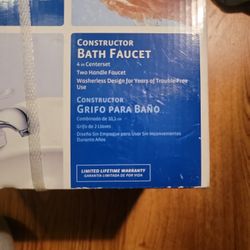 CONSTRUCTOR
BATH FAUCET
4 in Centerset
Two Handle Faucet
Washerless Design for Years of Trouble Free
Use
CONSTRUCTOR
GRIFO PARA BAÑO
Combinado de 10,1 cm
Grifo de 2 Llaves
Diseño Sin Empaque para Usar Sin Inconvenientes
Durante Años
LIMITED LIFETIME WARRANTY
GARANTÍA LIMITADA DE POR VIDA